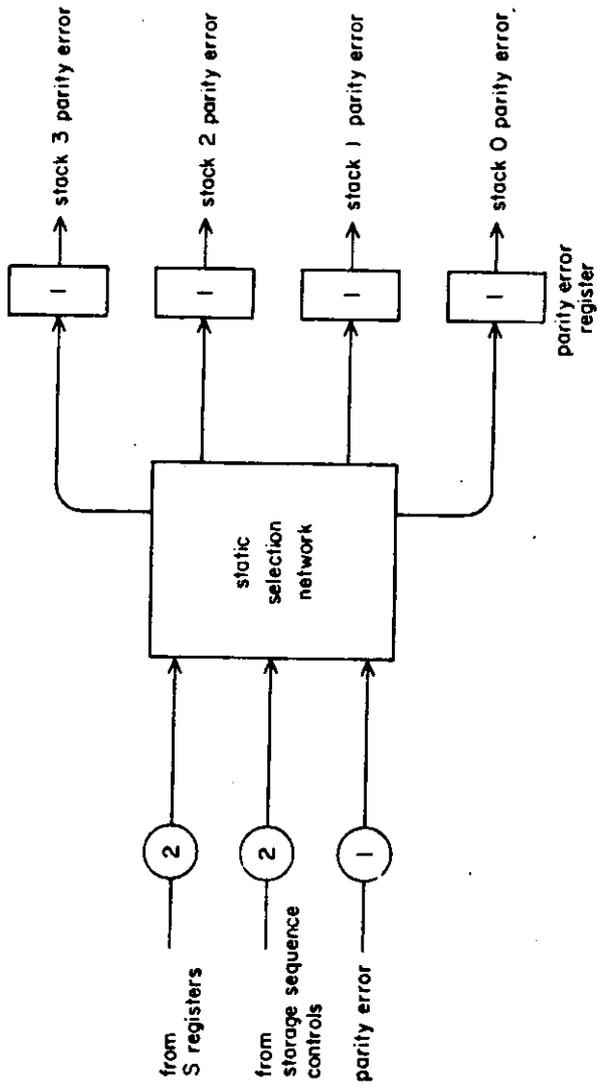 from
S registers
2
from
storage sequence
controls
2
parity error
1
static
selection
network
1
stack 3 parity error
1
stack 2 parity error
1
stack 1 parity error
1
stack 0 parity error
parity error
register